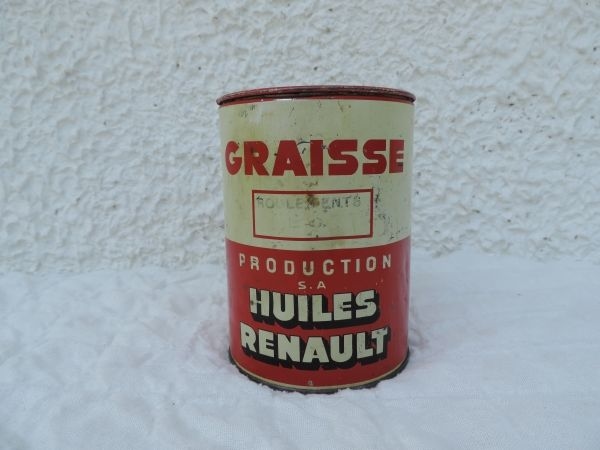 GRAISSE
ROULEMENTS
PRODUCTION
S.A
HUILES
RENAULT